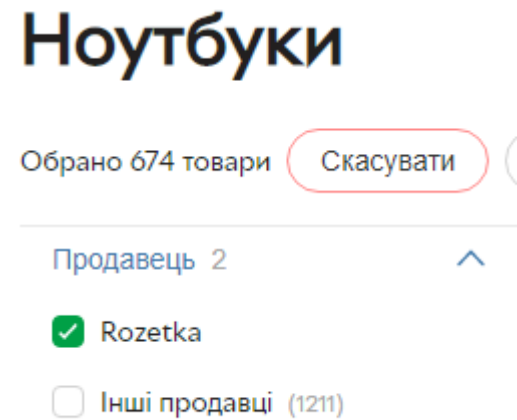 Ноутбуки
Обрано 674 товари Скасувати
Продавець 2
Rozetka
Інші продавці (1211)